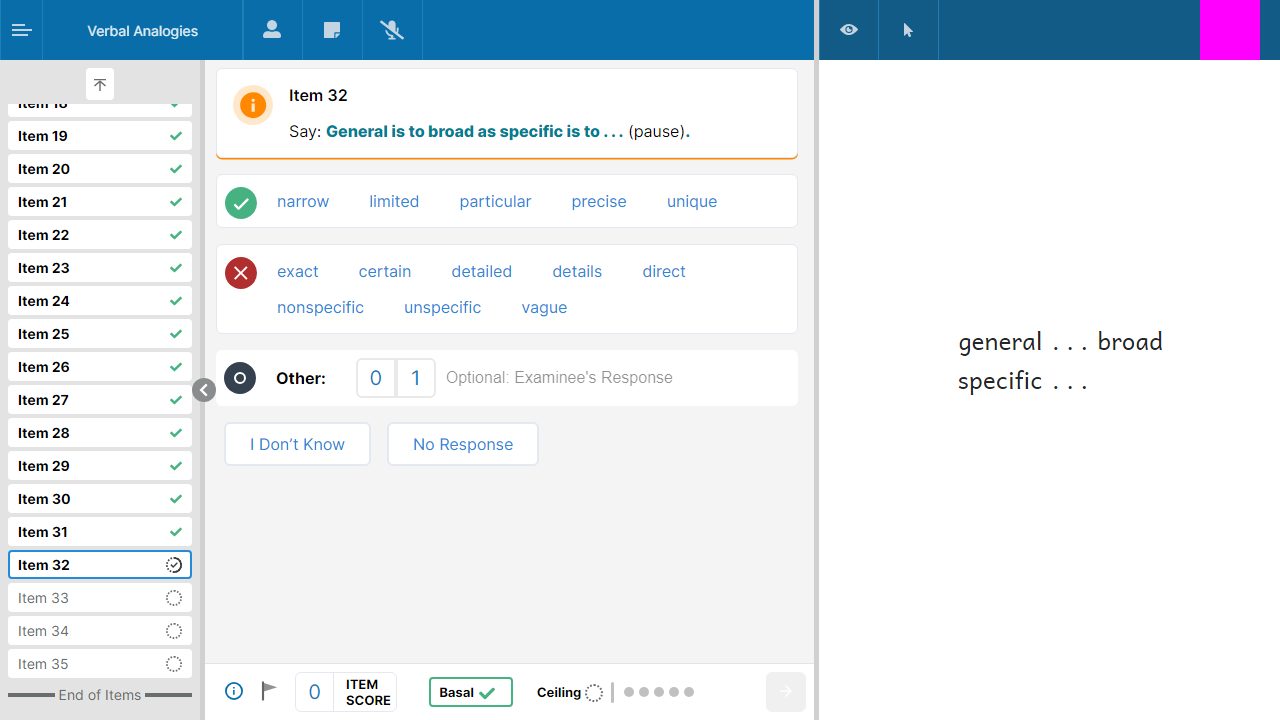 Verbal Analogies
Item 18
Item 19
Item 20
Item 21
Item 22
Item 23
Item 24
Item 25
Item 26
Item 27
Item 28
Item 29
Item 30
Item 31
Item 32
Item 33
Item 34
Item 35
End of Items
Item 32
Say: General is to broad as specific is to . . . (pause).
narrow limited particular precise unique
exact certain detailed details direct
nonspecific unspecific vague
Other: 0 1 Optional: Examinee's Response
I Don’t Know No Response
0 ITEM SCORE Basal Ceiling
general . . . broad
specific . . .